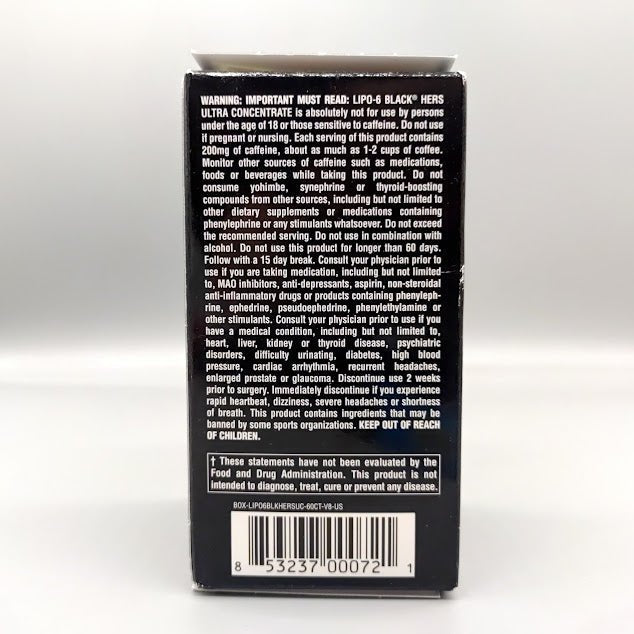 WARNING: IMPORTANT MUST READ: LIPO-6 BLACK® HERS
ULTRA CONCENTRATE is absolutely not for use by persons
under the age of 18 or those sensitive to caffeine. Do not use
if pregnant or nursing. Each serving of this product contains
200mg of caffeine, about as much as 1-2 cups of coffee.
Monitor other sources of caffeine such as medications,
foods or beverages while taking this product. Do not
consume yohimbe, synephrine or thyroid-boosting
compounds from other sources, including but not limited to
other dietary supplements or medications containing
phenylephrine or any stimulants whatsoever. Do not exceed
the recommended serving. Do not use in combination with
alcohol. Do not use this product for longer than 60 days.
Follow with a 15 day break. Consult your physician prior to
use if you are taking medication, including but not limited
to, MAO inhibitors, anti-depressants, aspirin, non-steroidal
anti-inflammatory drugs or products containing phenyleph-
rine, ephedrine, pseudoephedrine, phenylethylamine or
other stimulants. Consult your physician prior to use if you
have a medical condition, including but not limited to,
heart, liver, kidney or thyroid disease, psychiatric
disorders, difficulty urinating, diabetes, high blood
pressure, cardiac arrhythmia, recurrent headaches,
enlarged prostate or glaucoma. Discontinue use 2 weeks
prior to surgery. Immediately discontinue if you experience
rapid heartbeat, dizziness, severe headaches or shortness
of breath. This product contains ingredients that may be
banned by some sports organizations. KEEP OUT OF REACH
OF CHILDREN.
† These statements have not been evaluated by the
Food and Drug Administration. This product is not
intended to diagnose, treat, cure or prevent any disease.
BOX-LIPO6BLKHERSUC-60CT-V8-US
8 53237 00072 1